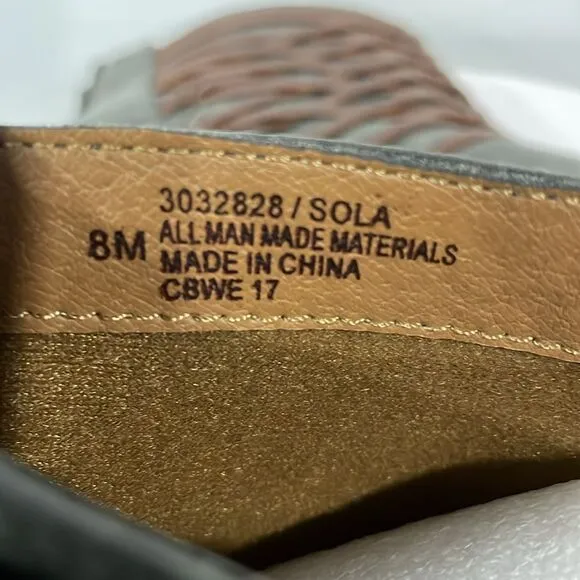 3032828 / SOLA
8M ALL MAN MADE MATERIALS
MADE IN CHINA
CBWE 17